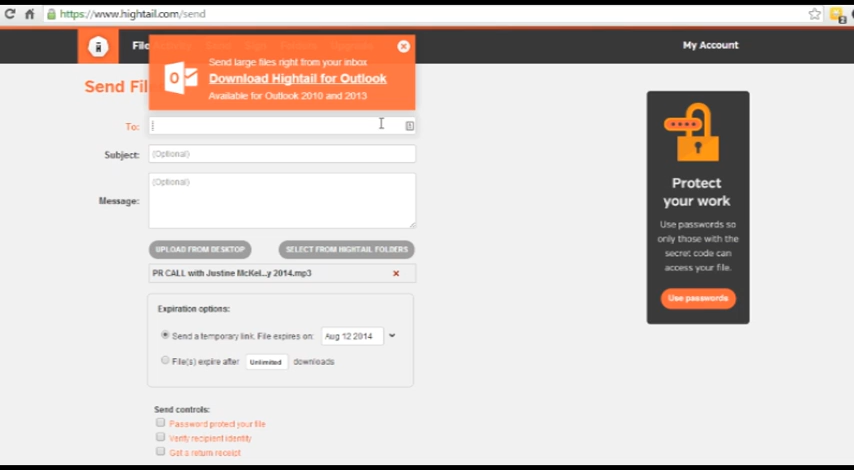 https://www.hightail.com/send
My Account
Send large files right from your inbox
Download Hightail for Outlook
Available for Outlook 2010 and 2013
Send Fil
To:
Subject:
(Optional)
Message:
(Optional)
UPLOAD FROM DESKTOP
SELECT FROM HIGHTAIL FOLDERS
PR CALL with Justine McKel...y 2014.mp3
Expiration options:
Send a temporary link. File expires on: Aug 12 2014
File(s) expire after Unlimited downloads
Send controls:
Password protect your file
Verify recipient identity
Get a return receipt
Protect
your work
Use passwords so
only those with the
secret code can
access your file.
Use passwords